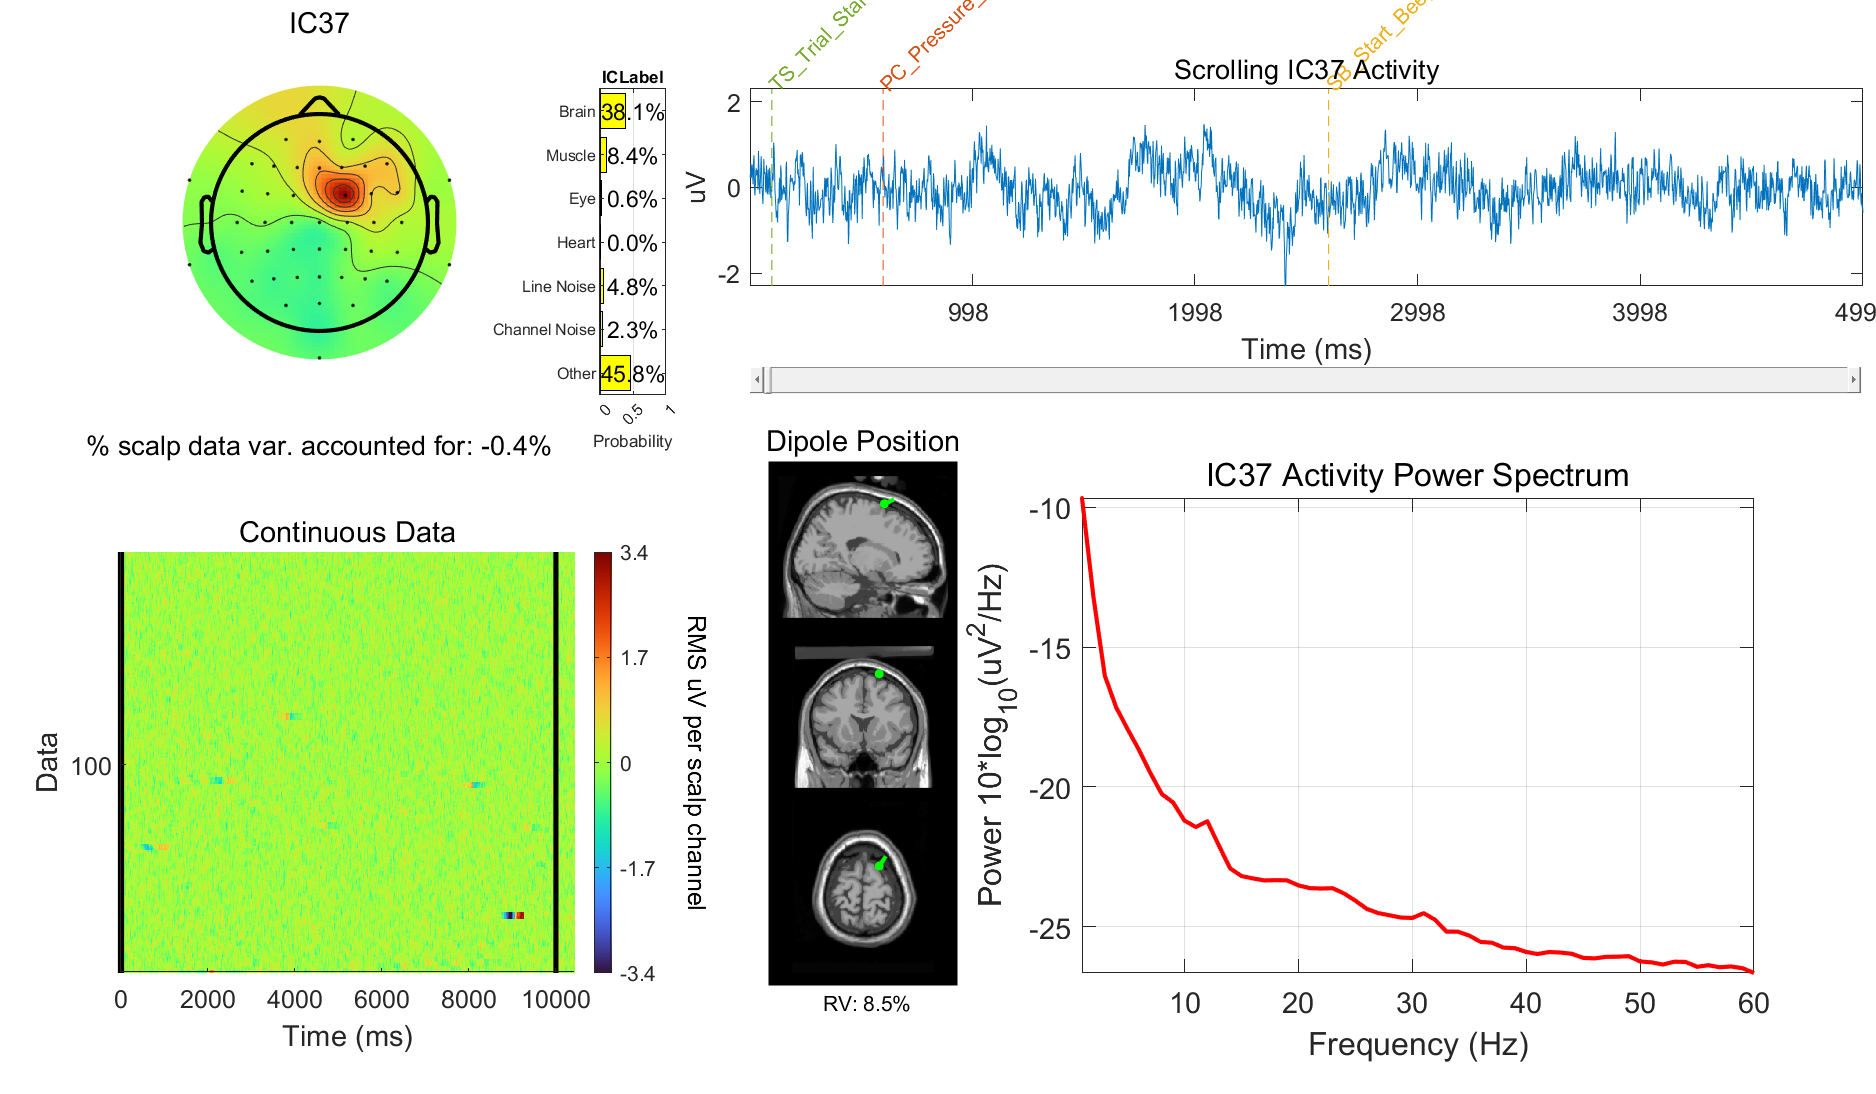 IC37
ICLabel
Brain 38.1%
Muscle 8.4%
Eye 0.6%
Heart 0.0%
Line Noise 4.8%
Channel Noise 2.3%
Other 45.8%
0 0.5 1
Probability
% scalp data var. accounted for: -0.4%
TS_Trial_Star
PC_Pressure_
SB_Start_Beep
Scrolling IC37 Activity
uV
2
0
-2
998 1998 2998 3998 499
Time (ms)
Continuous Data
Data
100
0 2000 4000 6000 8000 10000
Time (ms)
3.4
1.7
0
-1.7
-3.4
RMS uV per scalp channel
Dipole Position
RV: 8.5%
IC37 Activity Power Spectrum
Power 10*log10(uV2/Hz)
-10
-15
-20
-25
10 20 30 40 50 60
Frequency (Hz)